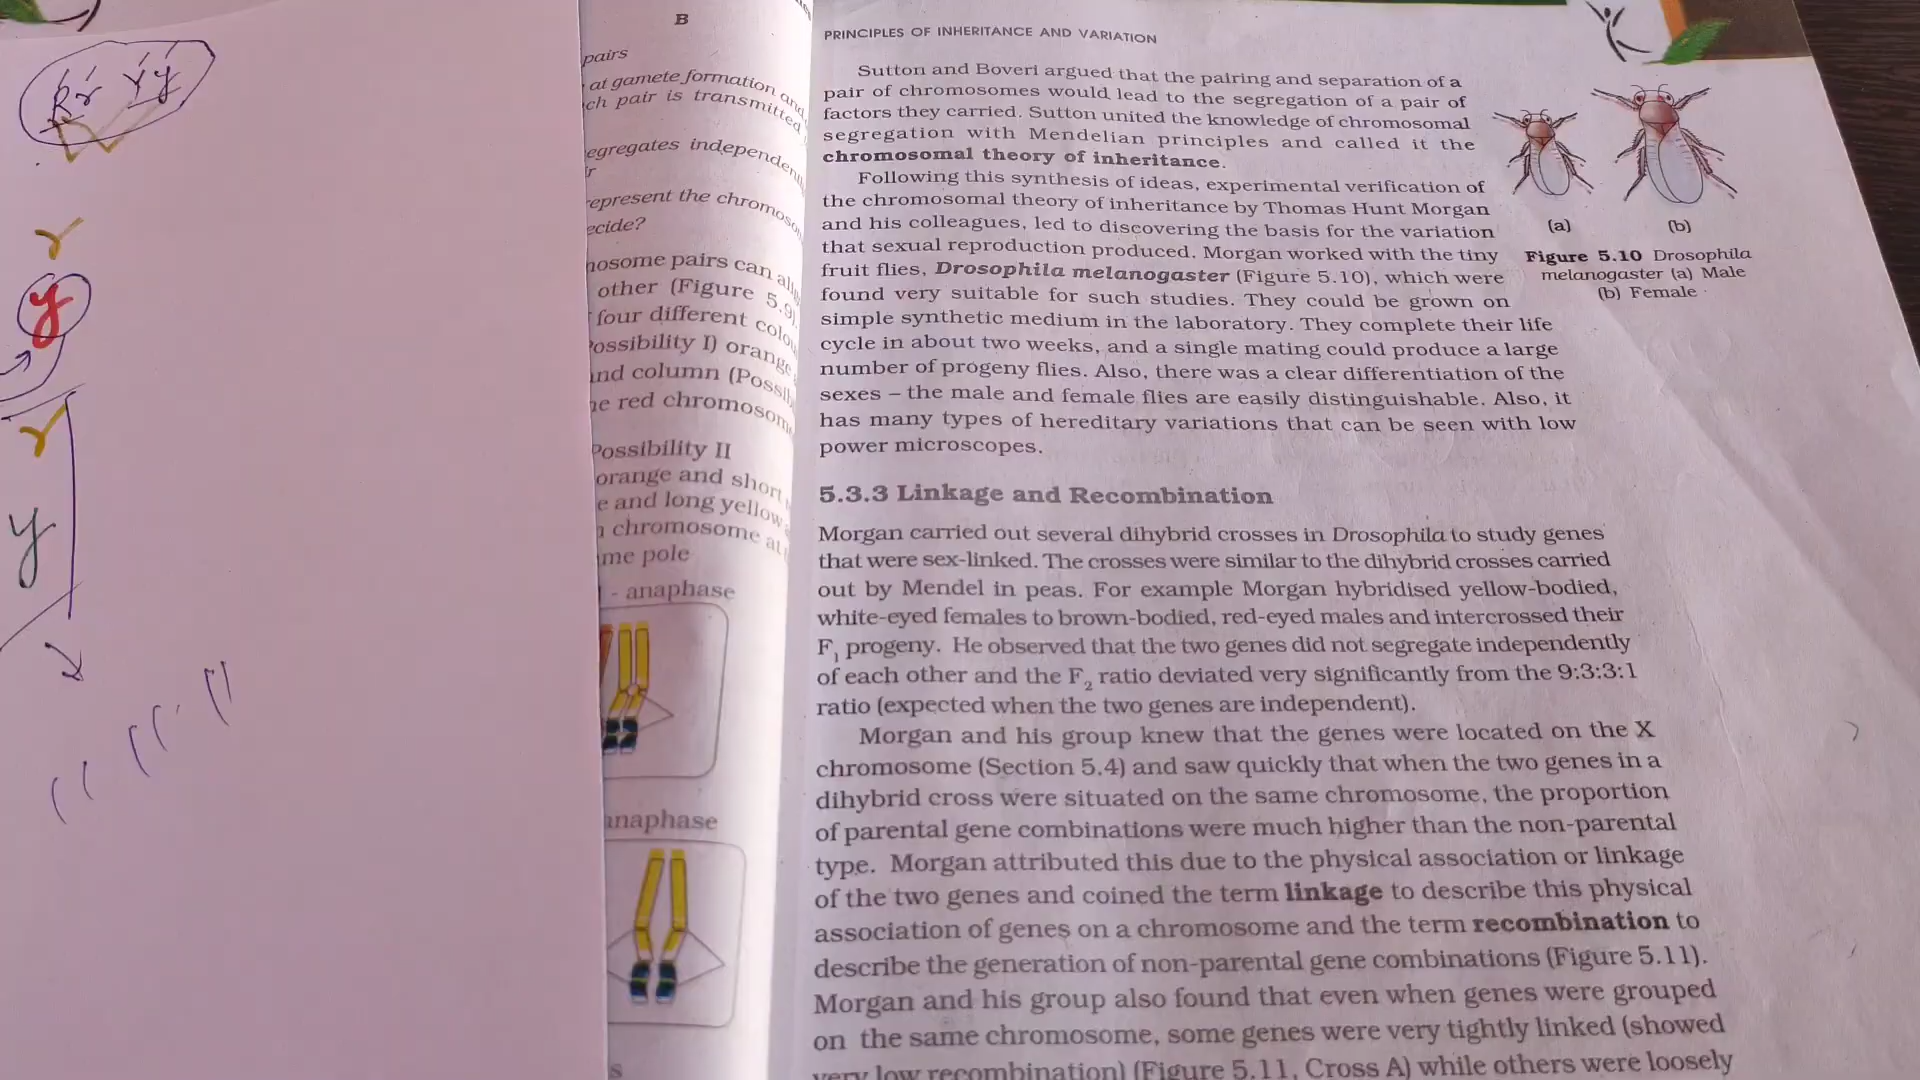 Rr Yy
r
y
r
y
B
pairs
at gamete formation and
ch pair is transmitted
egregates independently
r
epresent the chromoso
ecide?
nosome pairs can
other (Figure 5.9)
four different colo
Possibility I) orange
and column (Possib
ne red chromosom
Possibility II
orange and short
e and long yellow
chromosome at
me pole
I - anaphase
anaphase
s
PRINCIPLES OF INHERITANCE AND VARIATION
Sutton and Boveri argued that the pairing and separation of a
pair of chromosomes would lead to the segregation of a pair of
factors they carried. Sutton united the knowledge of chromosomal
segregation with Mendelian principles and called it the
chromosomal theory of inheritance.
Following this synthesis of ideas, experimental verification of
the chromosomal theory of inheritance by Thomas Hunt Morgan
and his colleagues, led to discovering the basis for the variation
that sexual reproduction produced. Morgan worked with the tiny
fruit flies, Drosophila melanogaster (Figure 5.10), which were
found very suitable for such studies. They could be grown on
simple synthetic medium in the laboratory. They complete their life
cycle in about two weeks, and a single mating could produce a large
number of progeny flies. Also, there was a clear differentiation of the
sexes – the male and female flies are easily distinguishable. Also, it
has many types of hereditary variations that can be seen with low
power microscopes.
(a) (b)
Figure 5.10 Drosophila
melanogaster (a) Male
(b) Female
5.3.3 Linkage and Recombination
Morgan carried out several dihybrid crosses in Drosophila to study genes
that were sex-linked. The crosses were similar to the dihybrid crosses carried
out by Mendel in peas. For example Morgan hybridised yellow-bodied,
white-eyed females to brown-bodied, red-eyed males and intercrossed their
F1 progeny. He observed that the two genes did not segregate independently
of each other and the F2 ratio deviated very significantly from the 9:3:3:1
ratio (expected when the two genes are independent).
Morgan and his group knew that the genes were located on the X
chromosome (Section 5.4) and saw quickly that when the two genes in a
dihybrid cross were situated on the same chromosome, the proportion
of parental gene combinations were much higher than the non-parental
type. Morgan attributed this due to the physical association or linkage
of the two genes and coined the term linkage to describe this physical
association of genes on a chromosome and the term recombination to
describe the generation of non-parental gene combinations (Figure 5.11).
Morgan and his group also found that even when genes were grouped
on the same chromosome, some genes were very tightly linked (showed
very low recombination) (Figure 5.11, Cross A) while others were loosely